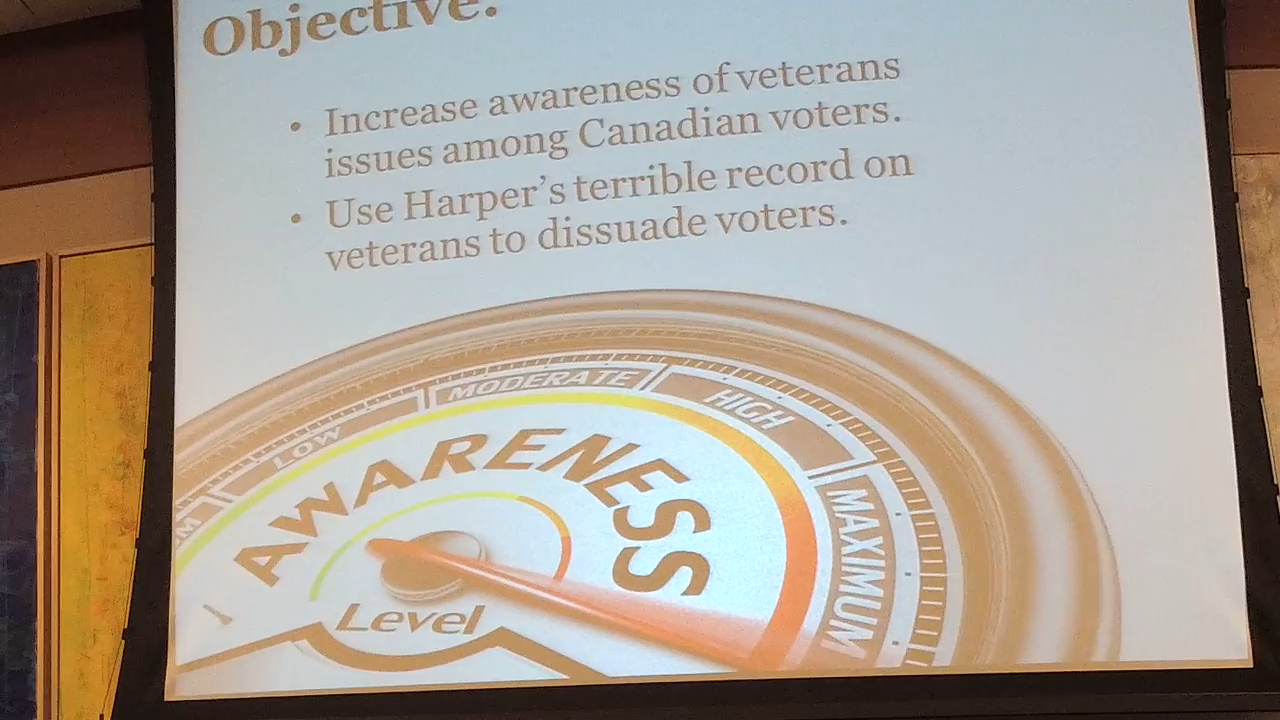 Objective:
• Increase awareness of veterans
issues among Canadian voters.
• Use Harper's terrible record on
veterans to dissuade voters.
LOW
MODERATE
HIGH
MAXIMUM
AWARENESS
Level